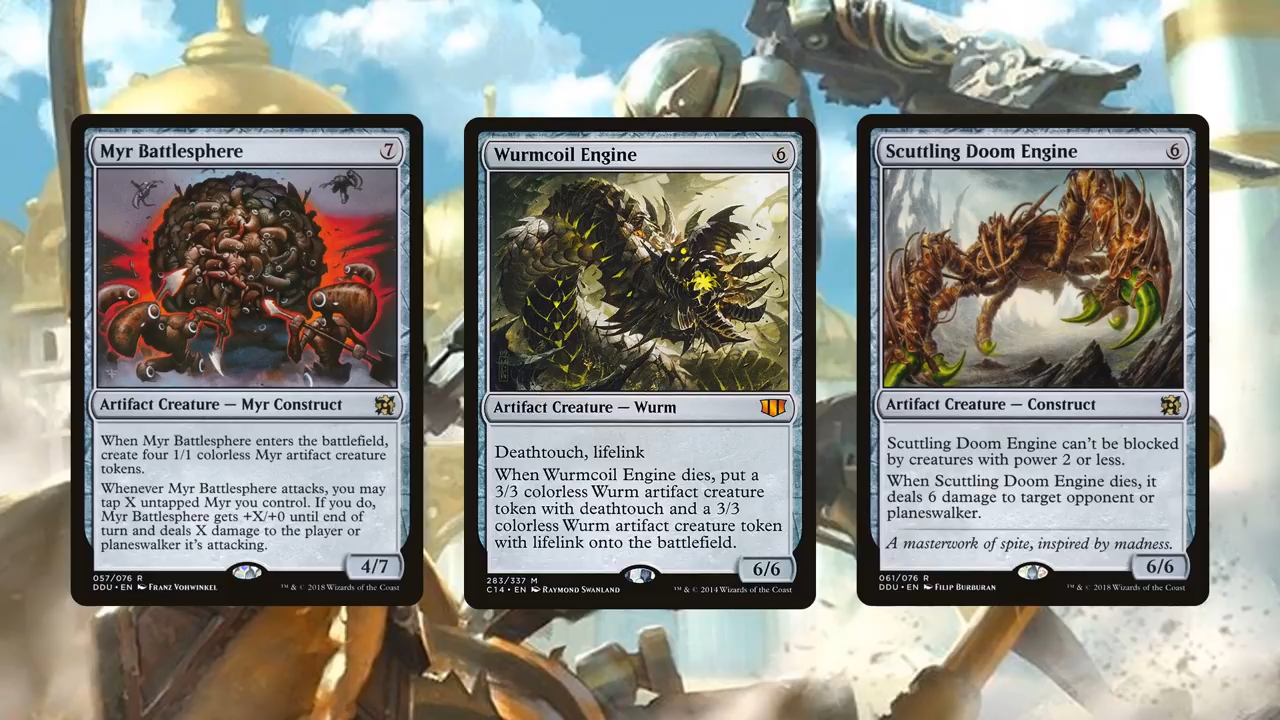 Myr Battlesphere 7
Artifact Creature — Myr Construct
When Myr Battlesphere enters the battlefield,
create four 1/1 colorless Myr artifact creature
tokens.
Whenever Myr Battlesphere attacks, you may
tap X untapped Myr you control. If you do,
Myr Battlesphere gets +X/+0 until end of
turn and deals X damage to the player or
planeswalker it's attacking.
4/7
057/076 R
DDU • EN Franz Vohwinkel ™ & © 2018 Wizards of the Coast
Wurmcoil Engine 6
Artifact Creature — Wurm
Deathtouch, lifelink
When Wurmcoil Engine dies, put a
3/3 colorless Wurm artifact creature
token with deathtouch and a 3/3
colorless Wurm artifact creature token
with lifelink onto the battlefield.
6/6
283/337 M
C14 • EN Raymond Swanland ™ & © 2014 Wizards of the Coast
Scuttling Doom Engine 6
Artifact Creature — Construct
Scuttling Doom Engine can't be blocked
by creatures with power 2 or less.
When Scuttling Doom Engine dies, it
deals 6 damage to target opponent or
planeswalker.
A masterwork of spite, inspired by madness.
6/6
061/076 R
DDU • EN Filip Burburan ™ & © 2018 Wizards of the Coast